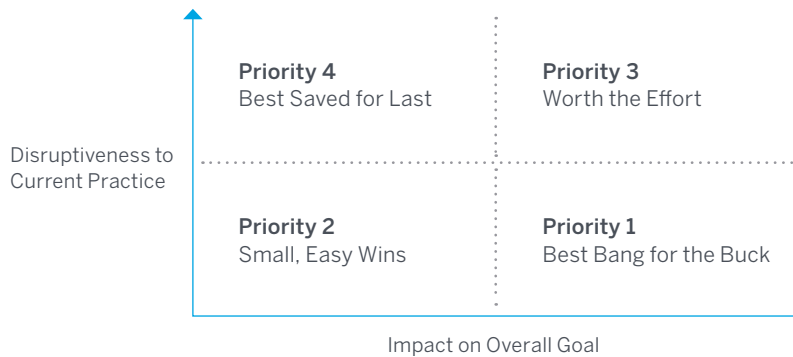 Priority 4
Best Saved for Last
Priority 3
Worth the Effort
Disruptiveness to
Current Practice
Priority 2
Small, Easy Wins
Priority 1
Best Bang for the Buck
Impact on Overall Goal